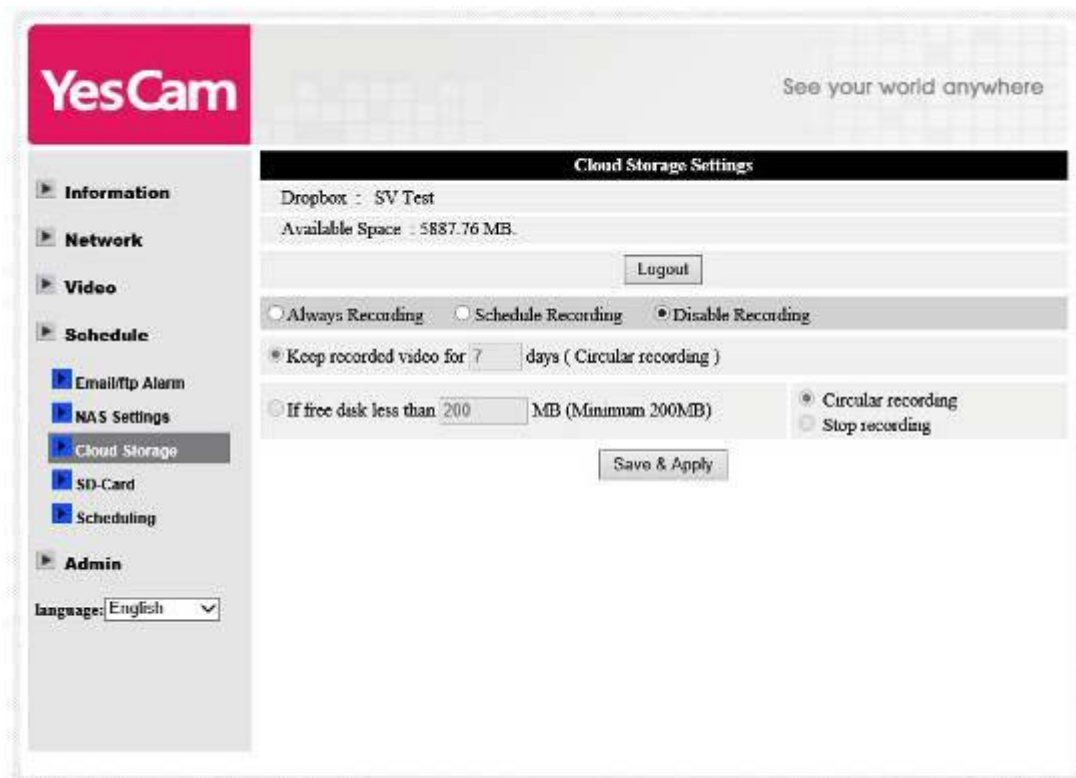 YesCam
See your world anywhere
Information
Network
Video
Schedule
Email/ftp Alarm
NAS Settings
Cloud Storage
SD-Card
Scheduling
Admin
language: English
Cloud Storage Settings
Dropbox : SV Test
Available Space : 5887.76 MB.
Logout
Always Recording Schedule Recording Disable Recording
Keep recorded video for 7 days ( Circular recording )
If free disk less than 200 MB (Minimum 200MB)
Circular recording
Stop recording
Save & Apply